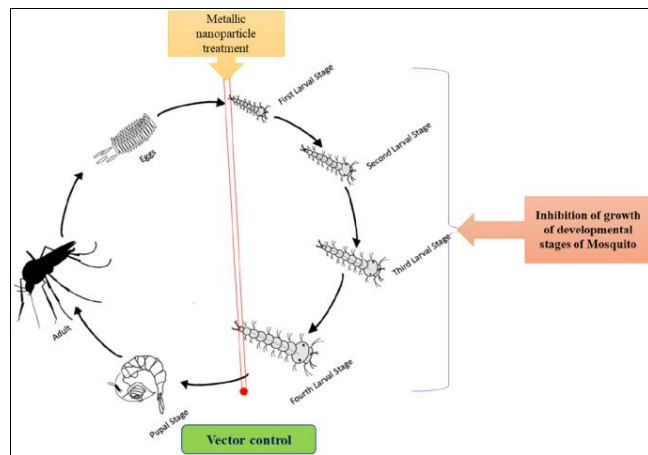 Metallic
nanoparticle
treatment
First Larval Stage
Second Larval Stage
Third Larval Stage
Fourth Larval Stage
Pupal Stage
Adult
Eggs
Inhibition of growth
of developmental
stages of Mosquito
Vector control